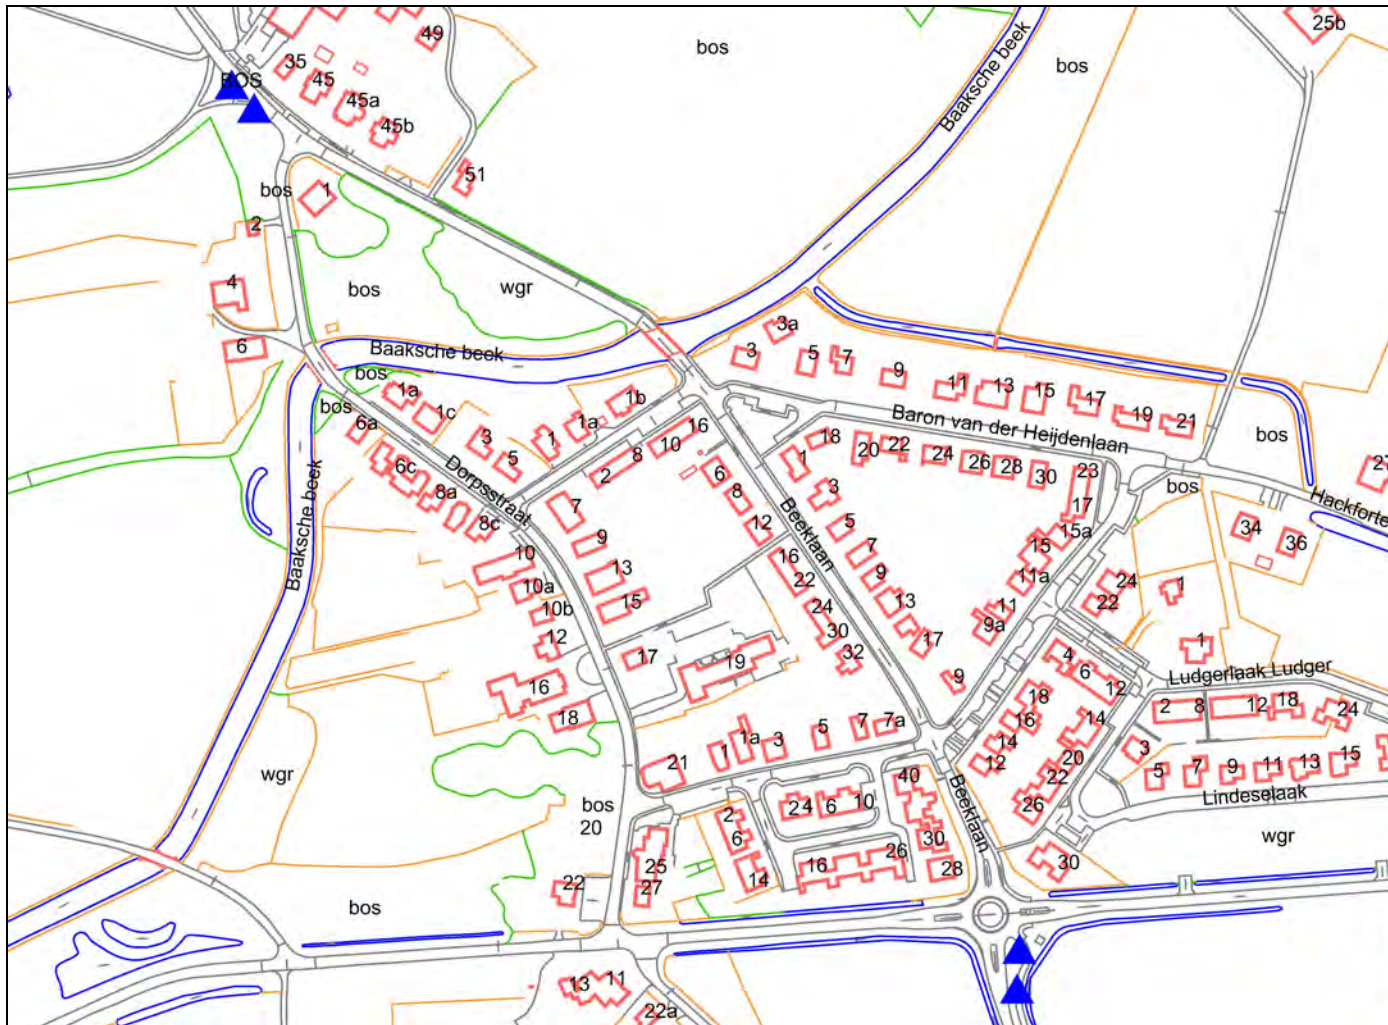 25b
49
bos
Baaksche beek
bos
35
BOS
45
45a
45b
51
bos
1
2
4
bos
wgr
6
Baaksche beek
3a
3
5
7
9
11
13
15
17
19
21
Baron van der Heijdenlaan
bos
bos
1a
1c
bos
6a
3
5
1
1a
1b
2
8
10
16
18
1
20
22
24
26
28
30
23
17
27
bos
Hackforte
34
36
6c
8a
8c
Dorpsstraat
Baaksche beek
7
9
13
15
6
8
12
Beeklaan
3
5
7
9
13
17
15a
15
11a
11
9a
9
10
10a
10b
12
16
18
17
19
16
22
24
30
32
24
22
1
1
Ludgerlaak Ludger
4
6
12
18
16
14
12
14
20
22
26
2
8
12
18
24
3
5
7
9
11
13
15
Lindeselaak
wgr
wgr
bos
20
21
1
1a
3
5
7
7a
24
6
10
40
Beeklaan
2
6
14
16
26
30
28
30
25
27
22
bos
13
11
22a